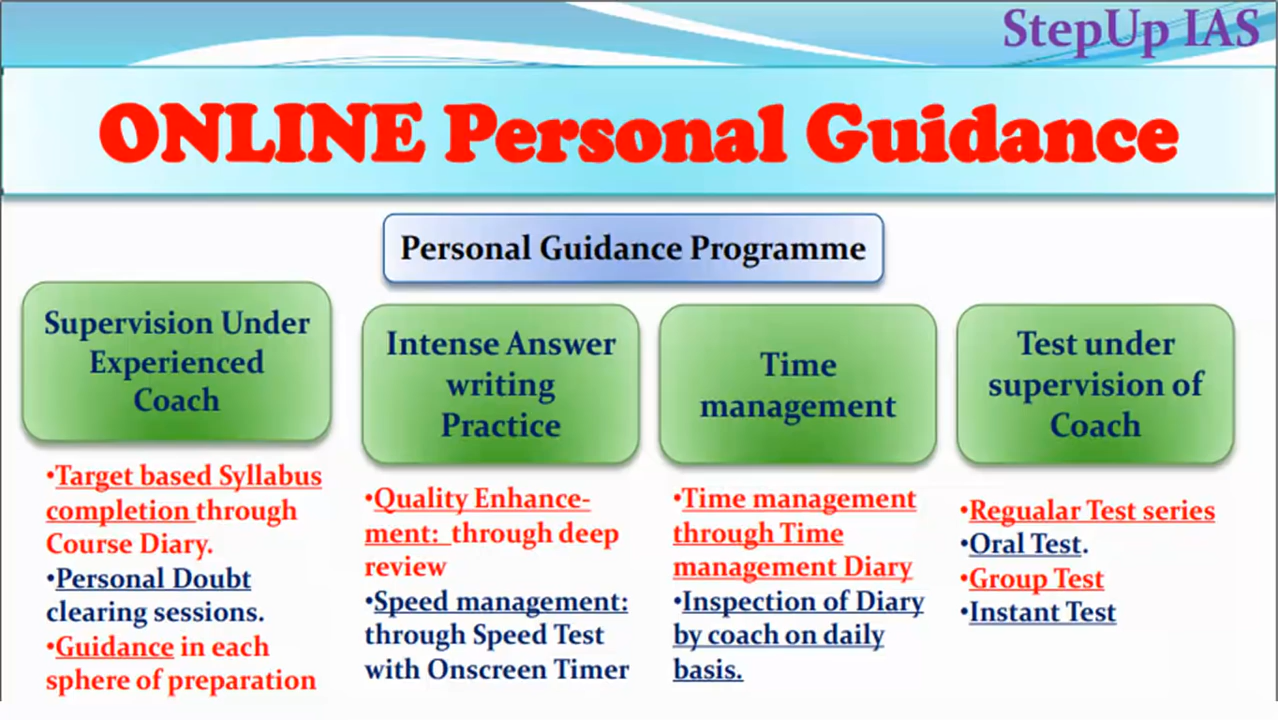 StepUp IAS
ONLINE Personal Guidance
Personal Guidance Programme
Supervision Under
Experienced
Coach
•Target based Syllabus
completion through
Course Diary.
•Personal Doubt
clearing sessions.
•Guidance in each
sphere of preparation
Intense Answer
writing
Practice
•Quality Enhance-
ment: through deep
review
•Speed management:
through Speed Test
with Onscreen Timer
Time
management
•Time management
through Time
management Diary
•Inspection of Diary
by coach on daily
basis.
Test under
supervision of
Coach
•Regualar Test series
•Oral Test.
•Group Test
•Instant Test